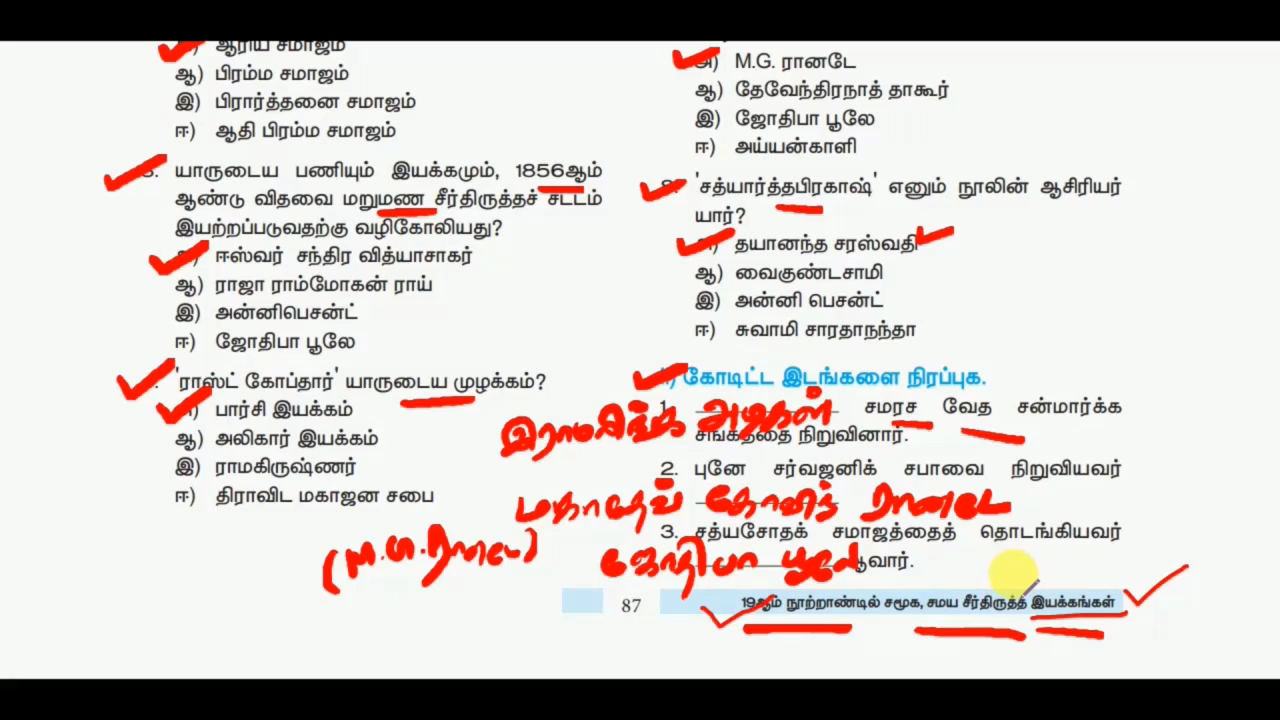 ஆரிய சமாஜம்
ஆ) பிரம்ம சமாஜம்
இ) பிரார்த்தனை சமாஜம்
ஈ) ஆதி பிரம்ம சமாஜம்
யாருடைய பணியும் இயக்கமும், 1856ஆம்
ஆண்டு விதவை மறுமண சீர்திருத்தச் சட்டம்
இயற்றப்படுவதற்கு வழிகோலியது?
ஈஸ்வர் சந்திர வித்யாசாகர்
ஆ) ராஜா ராம்மோகன் ராய்
இ) அன்னிபெசன்ட்
ஈ) ஜோதிபா பூலே
'ராஸ்ட் கோப்தார்' யாருடைய முழக்கம்?
பார்சி இயக்கம்
ஆ) அலிகார் இயக்கம்
இ) ராமகிருஷ்ணர்
ஈ) திராவிட மகாஜன சபை
அ) M.G. ரானடே
ஆ) தேவேந்திரநாத் தாகூர்
இ) ஜோதிபா பூலே
ஈ) அய்யன்காளி
'சத்யார்த்தபிரகாஷ்' எனும் நூலின் ஆசிரியர்
யார்?
தயானந்த சரஸ்வதி
ஆ) வைகுண்டசாமி
இ) அன்னி பெசன்ட்
ஈ) சுவாமி சாரதாநந்தா
கோடிட்ட இடங்களை நிரப்புக.
1. சமரச வேத சன்மார்க்க
இராமலிங்க அடிகள்
சங்கத்தை நிறுவினார்.
2. புனே சர்வஜனிக் சபாவை நிறுவியவர்
மகாதேவ் கோவிந் ரானடே
(M.G.ரானடே)
3. சத்யசோதக் சமாஜத்தைத் தொடங்கியவர்
ஜோதிபா பூலே ஆவார்.
87
19ஆம் நூற்றாண்டில் சமூக, சமய சீர்திருத்த இயக்கங்கள்